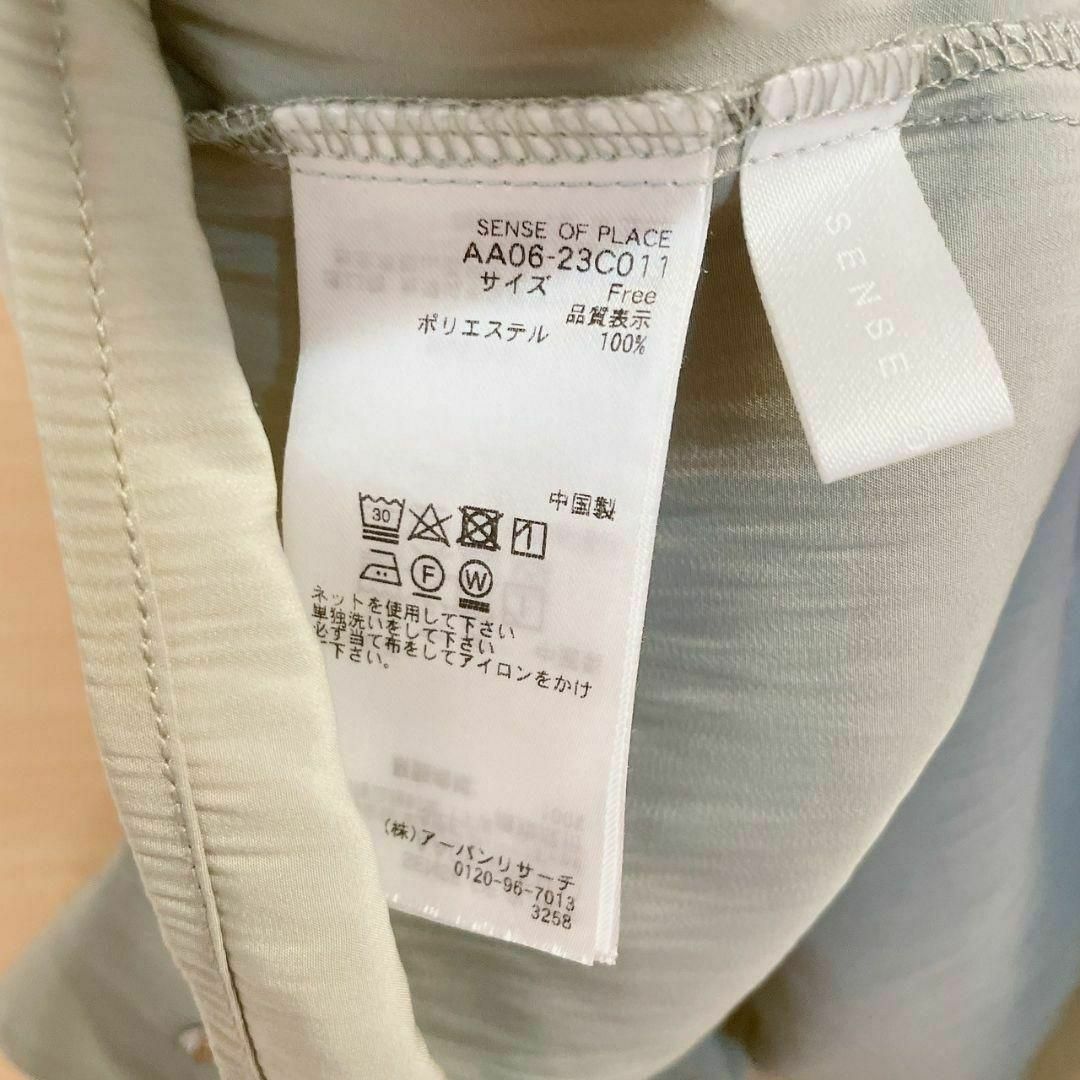 SENSE OF PLACE
AA06-23C011
サイズ Free
品質表示
ポリエステル 100%
中国製
30
F W
ネットを使用して下さい
単独洗いをして下さい
必ず当て布をしてアイロンをかけ
て下さい。
(株)アーバンリサーチ
0120-96-7013
3258
SENSE